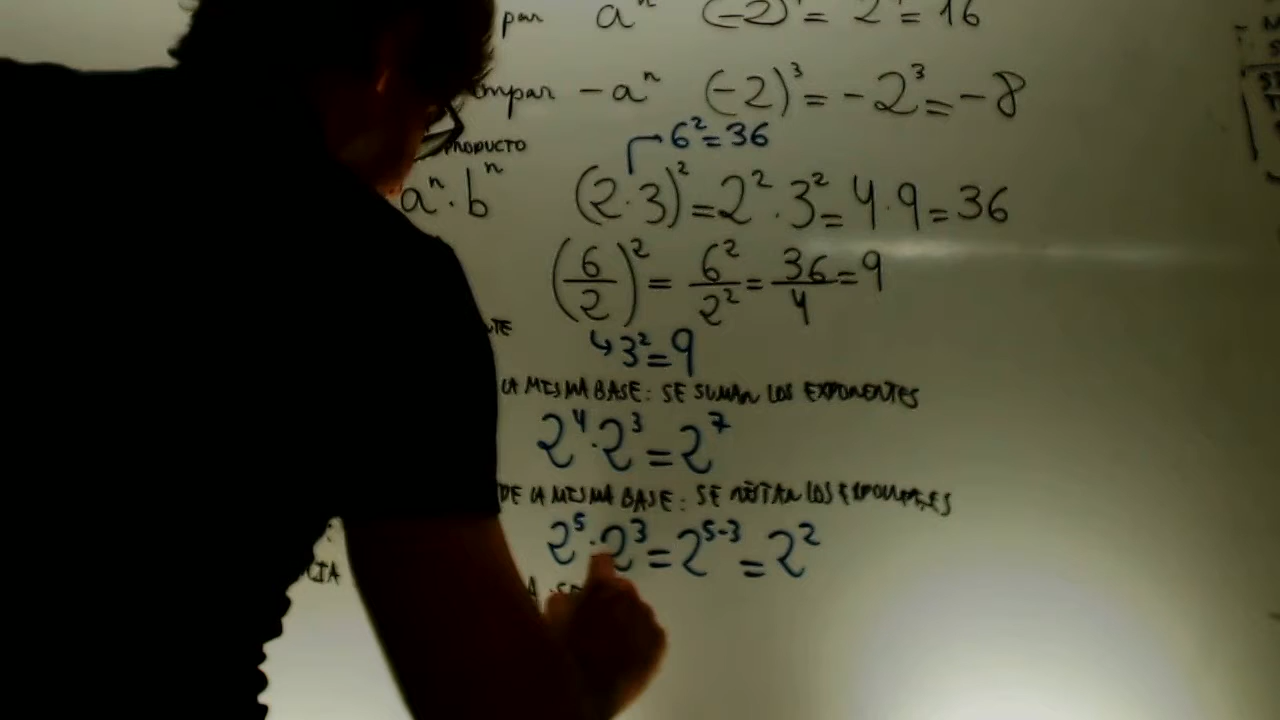 par aⁿ (-2)⁴ = 2⁴ = 16
impar -aⁿ (-2)³ = -2³ = -8
6² = 36
PRODUCTO
aⁿ · bⁿ (2·3)² = 2² · 3² = 4 · 9 = 36
(6/2)² = 6²/2² = 36/4 = 9
3² = 9
LA MISMA BASE: SE SUMAN LOS EXPONENTES
2⁴ · 2³ = 2⁷
DE LA MISMA BASE: SE RESTAN LOS EXPONENTES
2⁵ · 2³ = 2⁵⁻³ = 2²